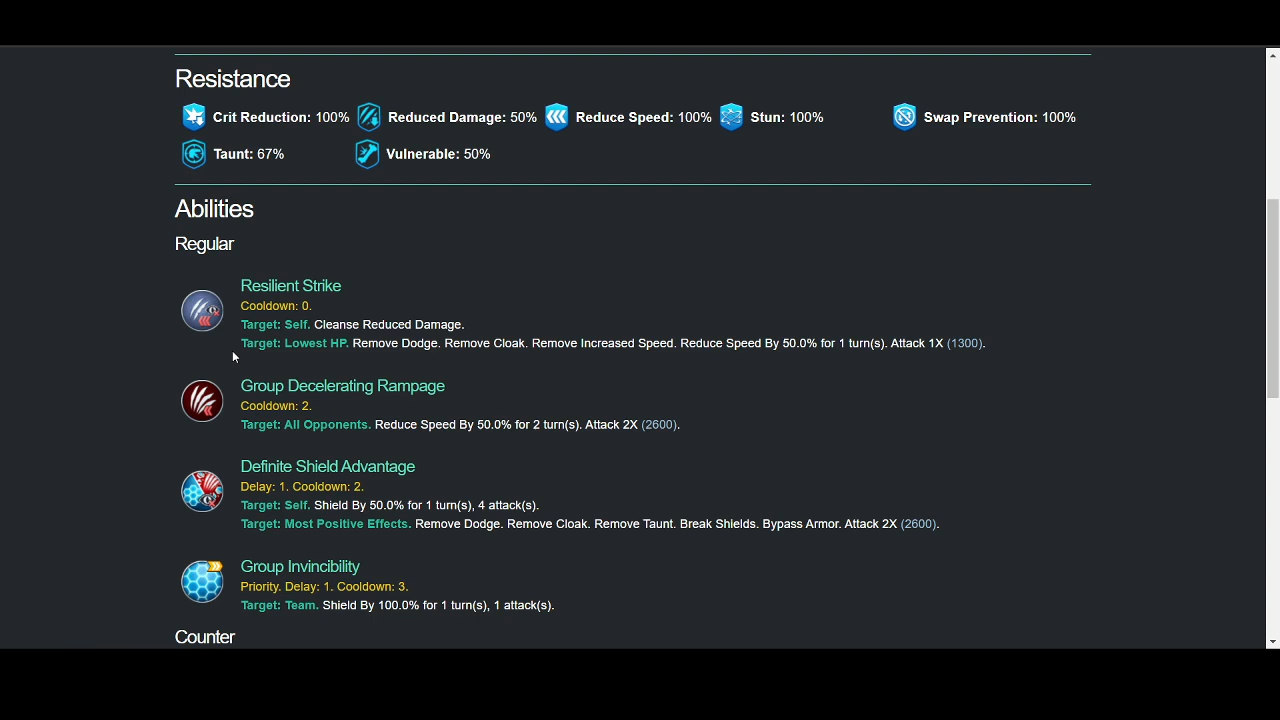 Resistance
Crit Reduction: 100% Reduced Damage: 50% Reduce Speed: 100% Stun: 100% Swap Prevention: 100%
Taunt: 67% Vulnerable: 50%
Abilities
Regular
Resilient Strike
Cooldown: 0.
Target: Self. Cleanse Reduced Damage.
Target: Lowest HP. Remove Dodge. Remove Cloak. Remove Increased Speed. Reduce Speed By 50.0% for 1 turn(s). Attack 1X (1300).
Group Decelerating Rampage
Cooldown: 2.
Target: All Opponents. Reduce Speed By 50.0% for 2 turn(s). Attack 2X (2600).
Definite Shield Advantage
Delay: 1. Cooldown: 2.
Target: Self. Shield By 50.0% for 1 turn(s), 4 attack(s).
Target: Most Positive Effects. Remove Dodge. Remove Cloak. Remove Taunt. Break Shields. Bypass Armor. Attack 2X (2600).
Group Invincibility
Priority. Delay: 1. Cooldown: 3.
Target: Team. Shield By 100.0% for 1 turn(s), 1 attack(s).
Counter